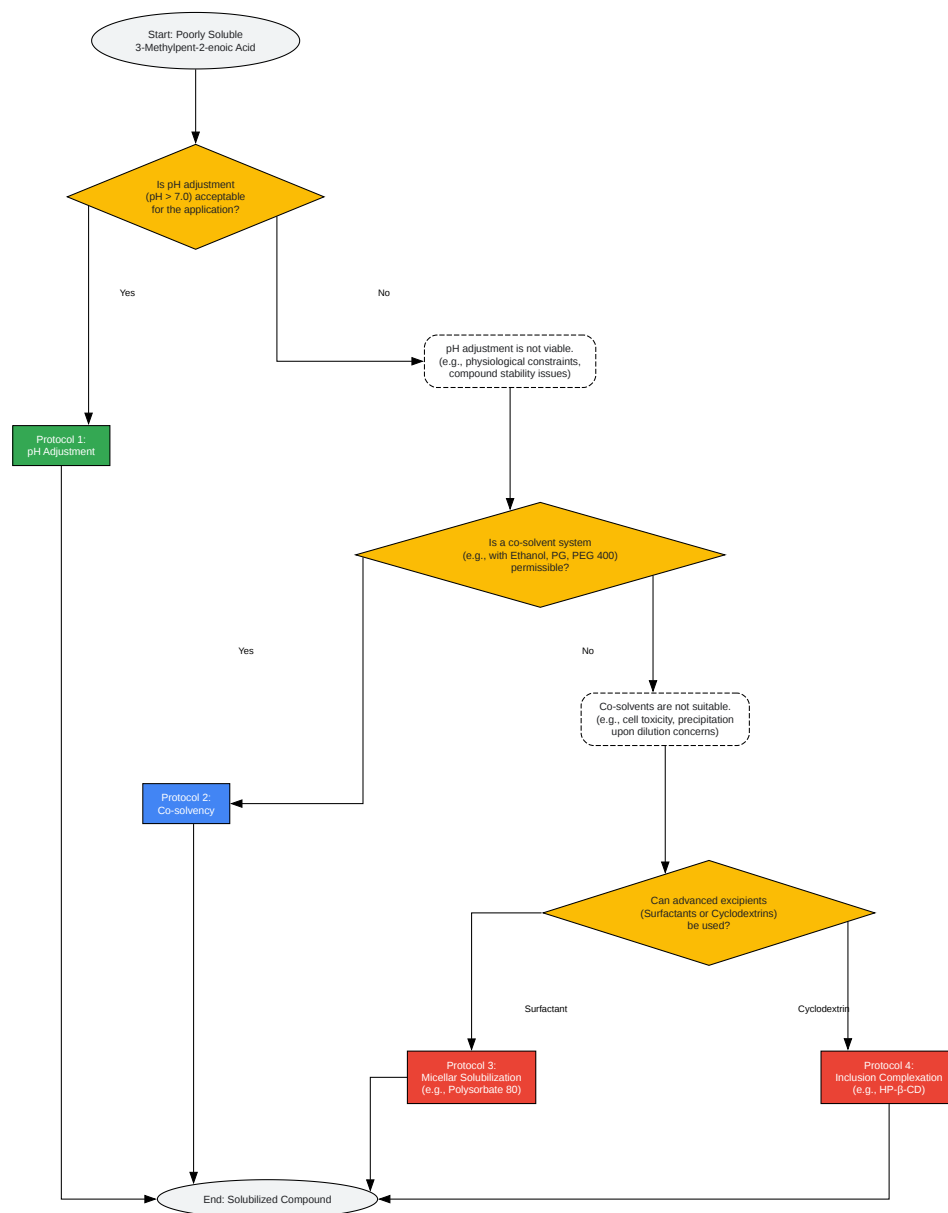 Start: Poorly Soluble
3-Methylpent-2-enoic Acid
Is pH adjustment
(pH > 7.0) acceptable
for the application?
Yes
No
pH adjustment is not viable.
(e.g., physiological constraints,
compound stability issues)
Protocol 1:
pH Adjustment
Is a co-solvent system
(e.g., with Ethanol, PG, PEG 400)
permissible?
Yes
No
Co-solvents are not suitable.
(e.g., cell toxicity, precipitation
upon dilution concerns)
Protocol 2:
Co-solvency
Can advanced excipients
(Surfactants or Cyclodextrins)
be used?
Surfactant
Cyclodextrin
Protocol 3:
Micellar Solubilization
(e.g., Polysorbate 80)
Protocol 4:
Inclusion Complexation
(e.g., HP-β-CD)
End: Solubilized Compound